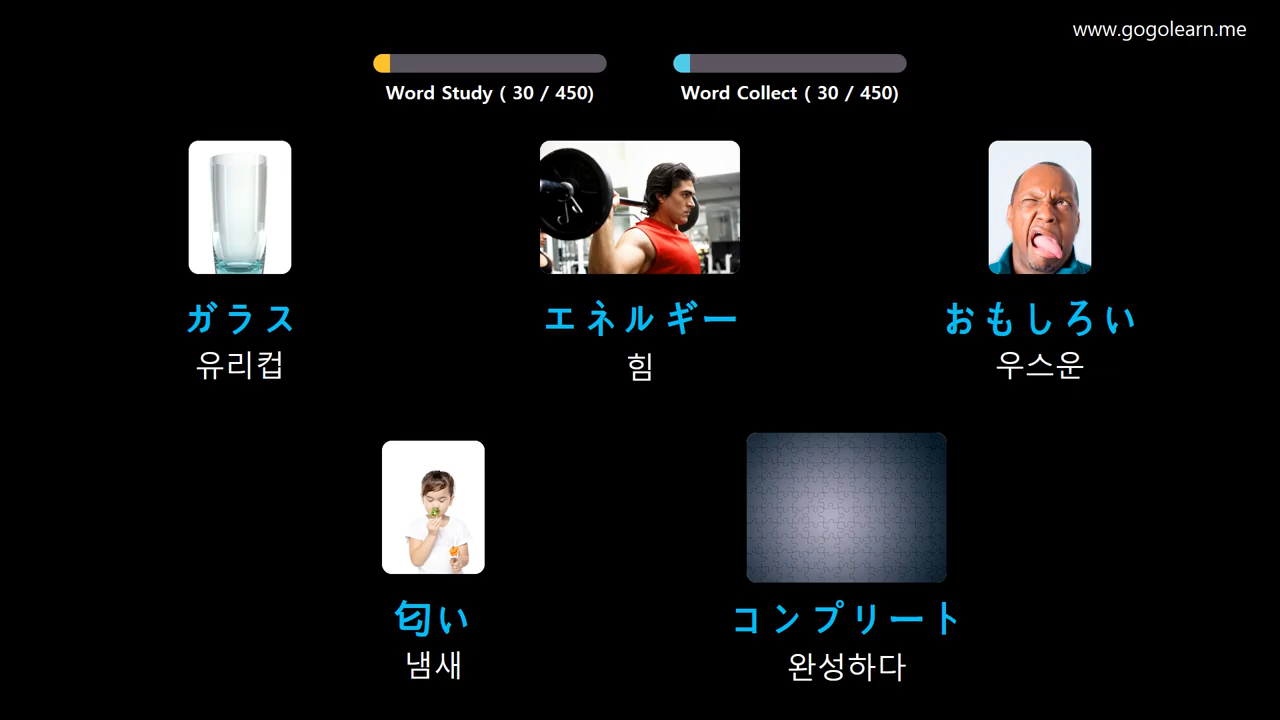 www.gogolearn.me
Word Study ( 30 / 450)
Word Collect ( 30 / 450)
ガラス
유리컵
エネルギー
힘
おもしろい
우스운
匂い
냄새
コンプリート
완성하다